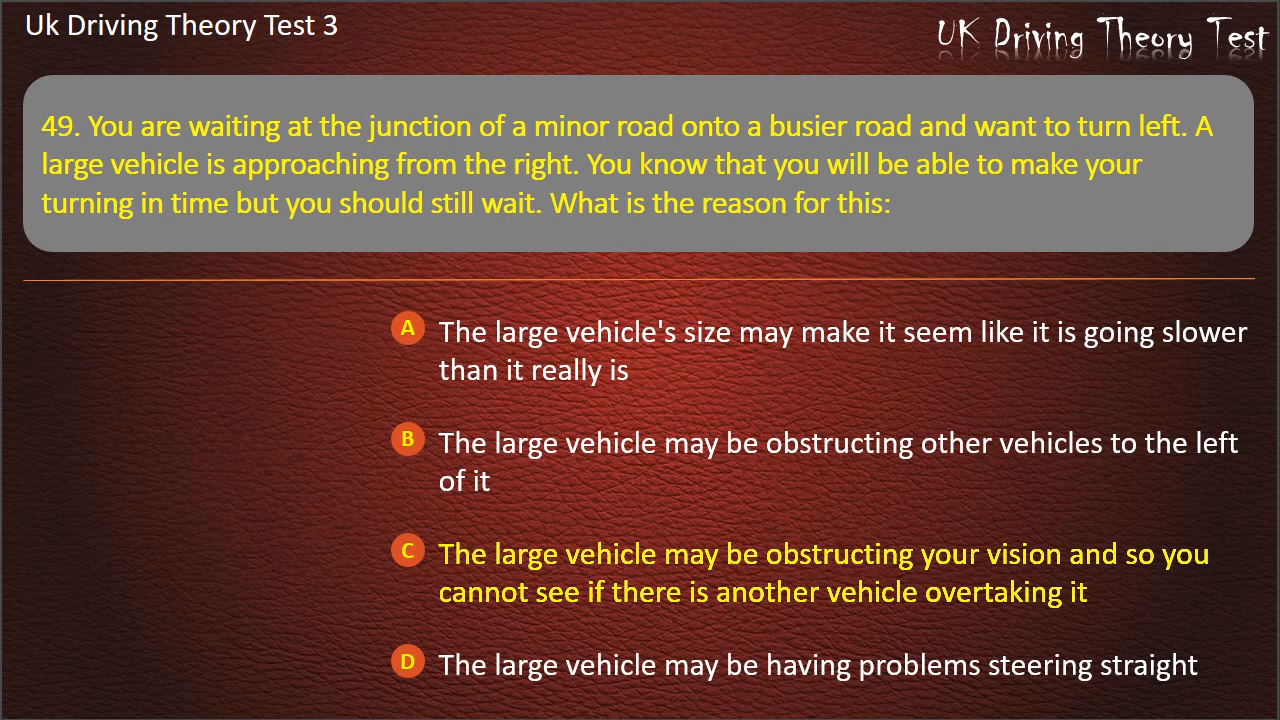 Uk Driving Theory Test 3
UK Driving Theory Test
49. You are waiting at the junction of a minor road onto a busier road and want to turn left. A
large vehicle is approaching from the right. You know that you will be able to make your
turning in time but you should still wait. What is the reason for this:
A The large vehicle's size may make it seem like it is going slower
than it really is
B The large vehicle may be obstructing other vehicles to the left
of it
C The large vehicle may be obstructing your vision and so you
cannot see if there is another vehicle overtaking it
D The large vehicle may be having problems steering straight